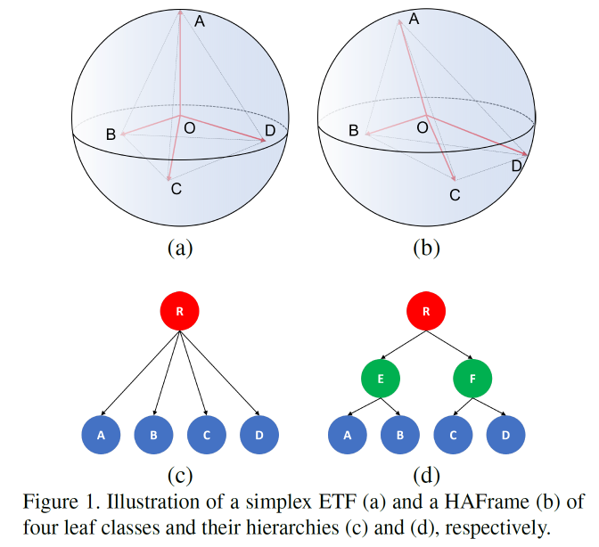 A
B
O
D
C
(a)
A
B
O
D
C
(b)
R
A B C D
(c)
R
E F
A B C D
(d)
Figure 1. Illustration of a simplex ETF (a) and a HAFrame (b) of
four leaf classes and their hierarchies (c) and (d), respectively.